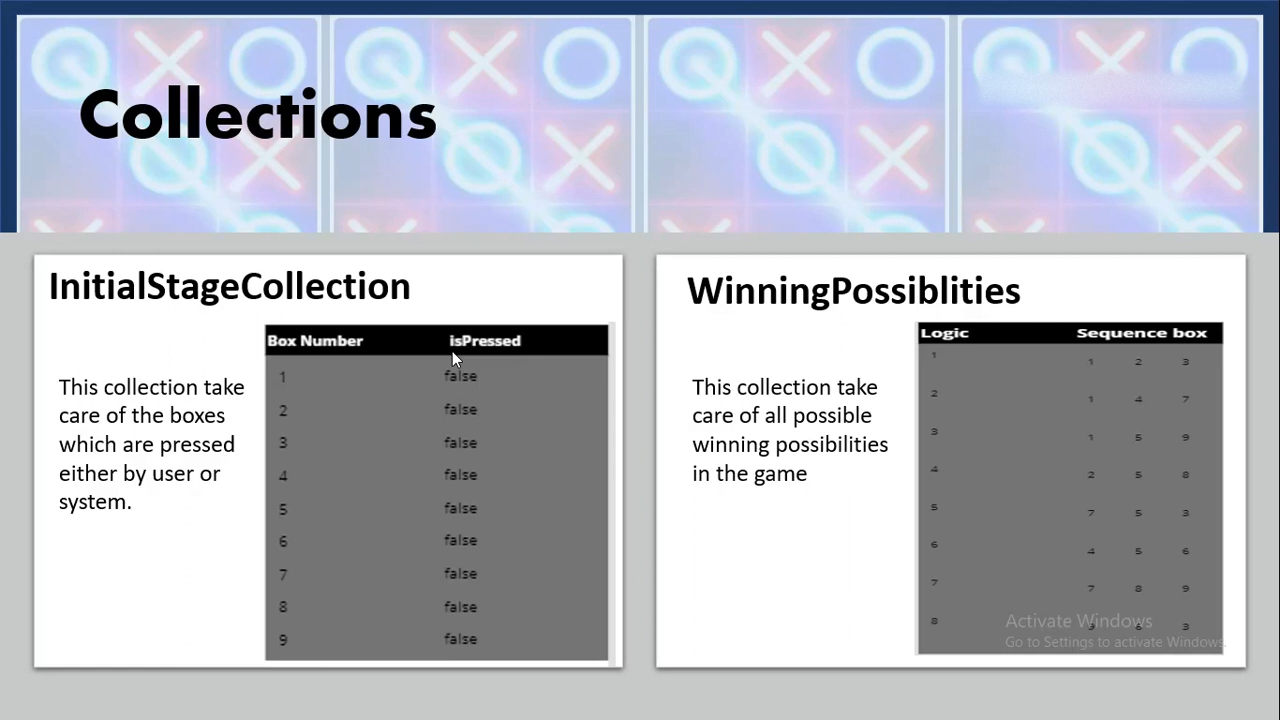 Collections
InitialStageCollection
This collection take
care of the boxes
which are pressed
either by user or
system.
Box Number isPressed
1 false
2 false
3 false
4 false
5 false
6 false
7 false
8 false
9 false
WinningPossiblities
This collection take
care of all possible
winning possibilities
in the game
Logic Sequence box
1 1 2 3
2 1 4 7
3 1 5 9
4 2 5 8
5 7 5 3
6 4 5 6
7 7 8 9
8 9 6 3
Activate Windows
Go to Settings to activate Windows.